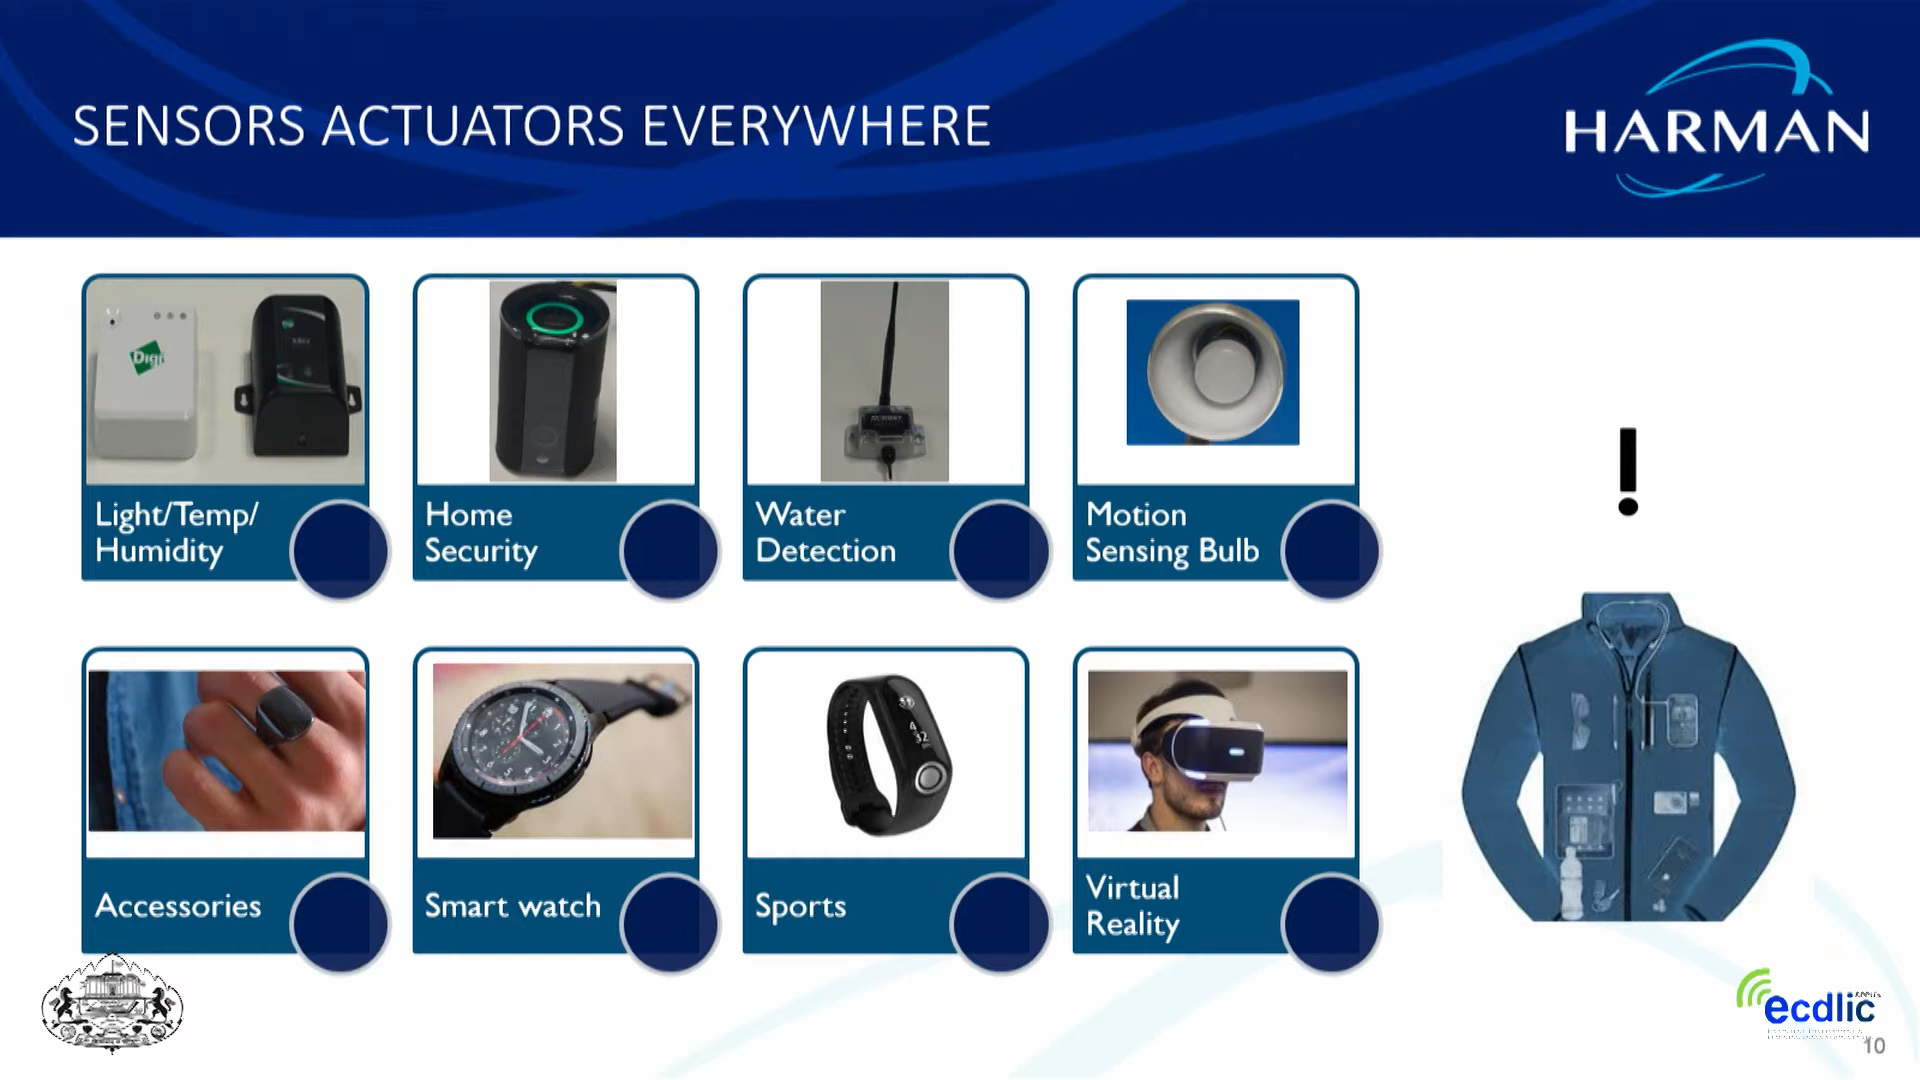 SENSORS ACTUATORS EVERYWHERE
HARMAN
Digi
Light/Temp/
Humidity
Home
Security
Water
Detection
Motion
Sensing Bulb
!
Accessories
Smart watch
Sports
Virtual
Reality
ecdlic
10